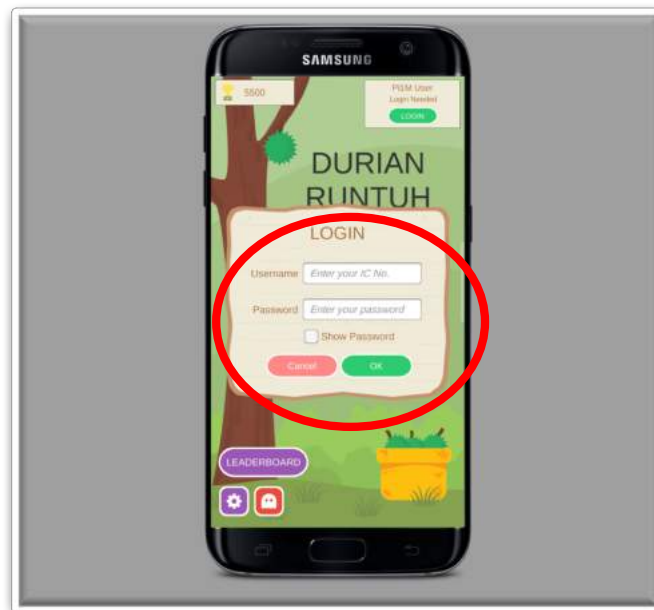 SAMSUNG
5500
PI1M User
Login Needed
LOGIN
DURIAN
RUNTUH
LOGIN
Username Enter your IC No.
Password Enter your password
Show Password
Cancel OK
LEADERBOARD